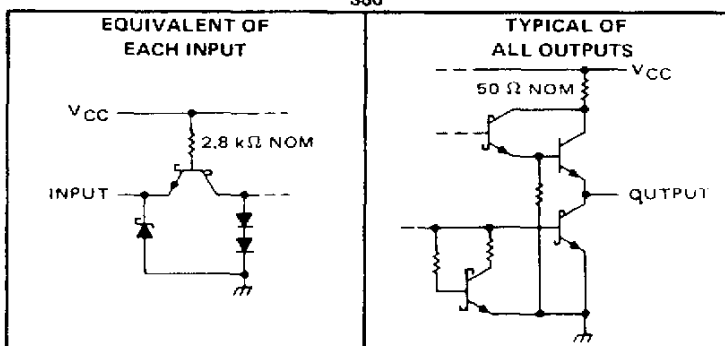 EQUIVALENT OF
EACH INPUT
VCC
2.8 kΩ NOM
INPUT
TYPICAL OF
ALL OUTPUTS
VCC
50 Ω NOM
OUTPUT